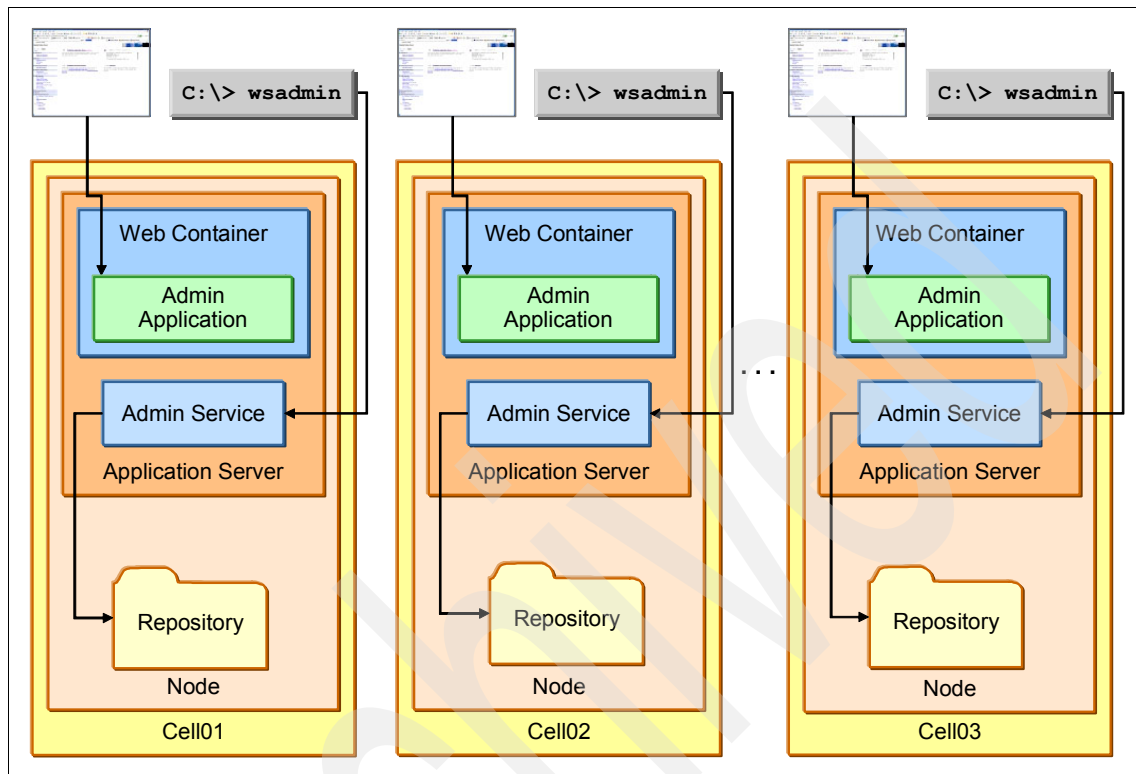 C:\> wsadmin
Web Container
Admin
Application
Admin Service
Application Server
Repository
Node
Cell01
C:\> wsadmin
Web Container
Admin
Application
Admin Service
Application Server
Repository
Node
Cell02
...
C:\> wsadmin
Web Container
Admin
Application
Admin Service
Application Server
Repository
Node
Cell03